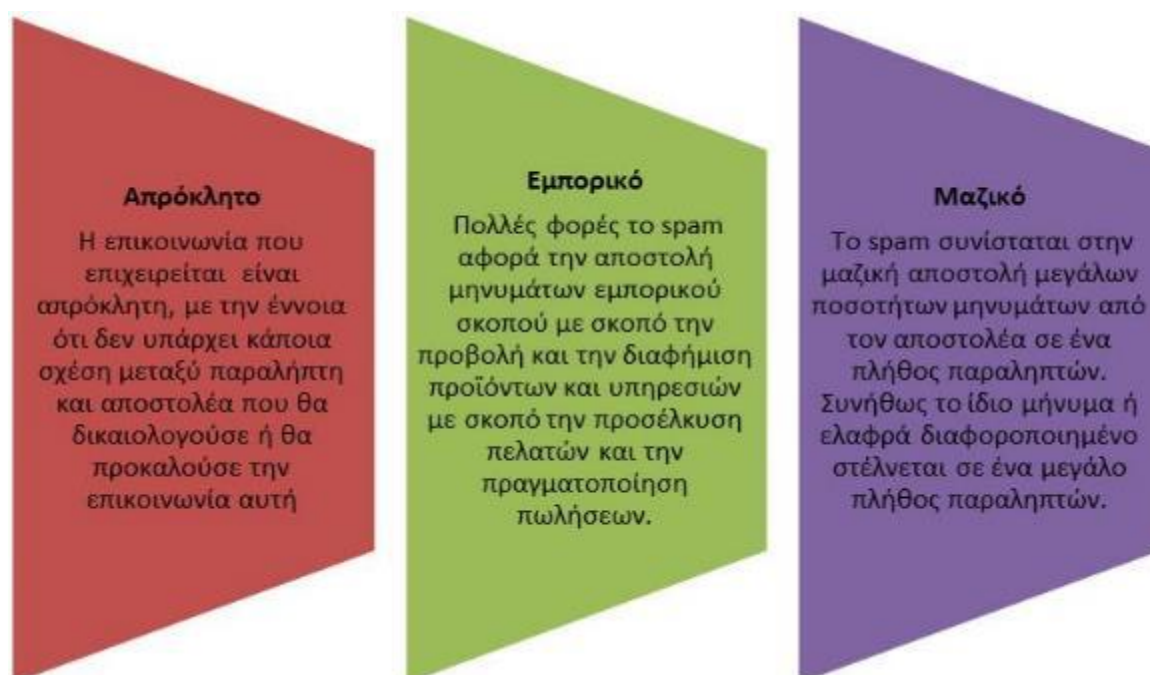 Απρόκλητο
Η επικοινωνία που
επιχειρείται είναι
απρόκλητη, με την έννοια
ότι δεν υπάρχει κάποια
σχέση μεταξύ παραλήπτη
και αποστολέα που θα
δικαιολογούσε ή θα
προκαλούσε την
επικοινωνία αυτή
Εμπορικό
Πολλές φορές το spam
αφορά την αποστολή
μηνυμάτων εμπορικού
σκοπού με σκοπό την
προβολή και την διαφήμιση
προϊόντων και υπηρεσιών
με σκοπό την προσέλκυση
πελατών και την
πραγματοποίηση
πωλήσεων.
Μαζικό
Το spam συνίσταται στην
μαζική αποστολή μεγάλων
ποσοτήτων μηνυμάτων από
τον αποστολέα σε ένα
πλήθος παραληπτών.
Συνήθως το ίδιο μήνυμα ή
ελαφρά διαφοροποιημένο
στέλνεται σε ένα μεγάλο
πλήθος παραληπτών.